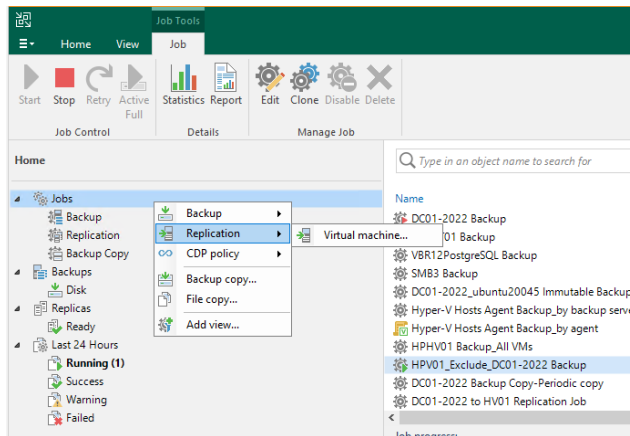 Job Tools
Home View Job
Start Stop Retry Active Full Statistics Report Edit Clone Disable Delete
Job Control Details Manage Job
Home
Type in an object name to search for
Jobs
Backup
Replication
Backup Copy
Backups
Disk
Replicas
Ready
Last 24 Hours
Running (1)
Success
Warning
Failed
Backup
Replication
CDP policy
Backup copy...
File copy...
Add view...
Virtual machine...
Name
DC01-2022 Backup
01 Backup
VBR12PostgreSQL Backup
SMB3 Backup
DC01-2022_ubuntu20045 Immutable Backup
Hyper-V Hosts Agent Backup_by backup serve
Hyper-V Hosts Agent Backup_by agent
HPHV01 Backup_All VMs
HPV01_Exclude_DC01-2022 Backup
DC01-2022 Backup Copy-Periodic copy
DC01-2022 to HV01 Replication Job
Job progress: